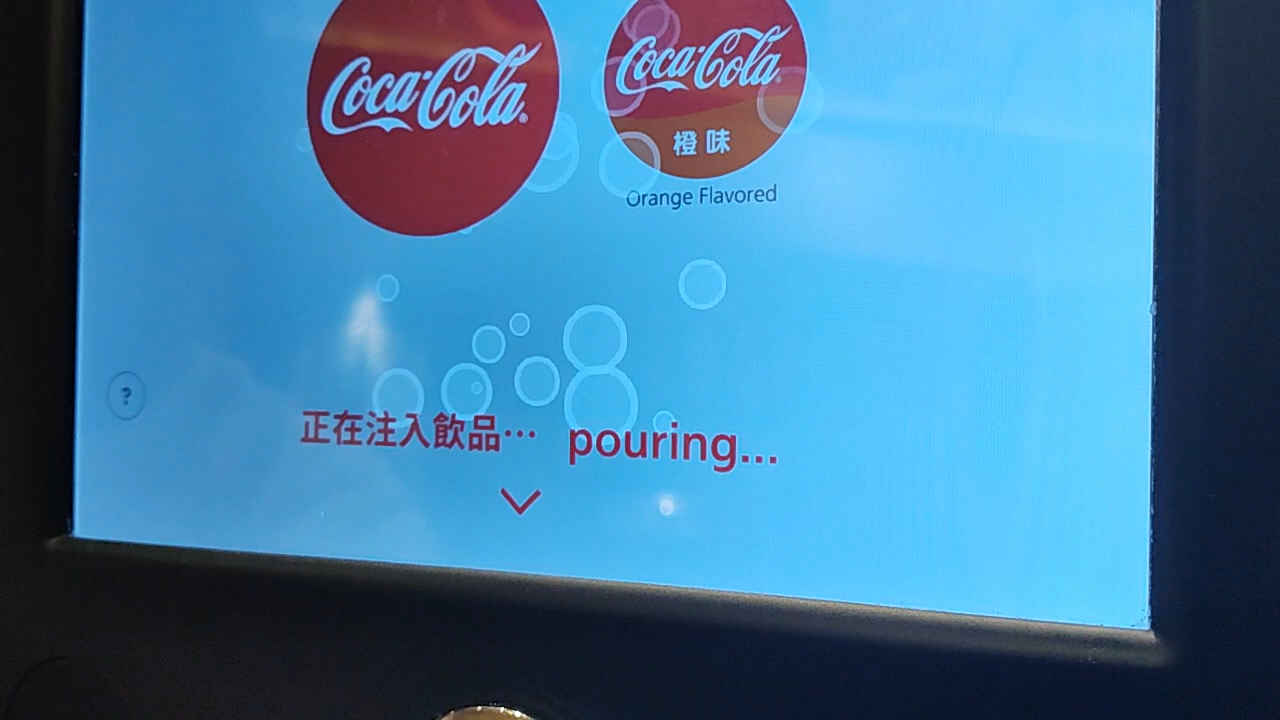 Coca-Cola
Coca-Cola
橙味
Orange Flavored
?
正在注入飲品… pouring...